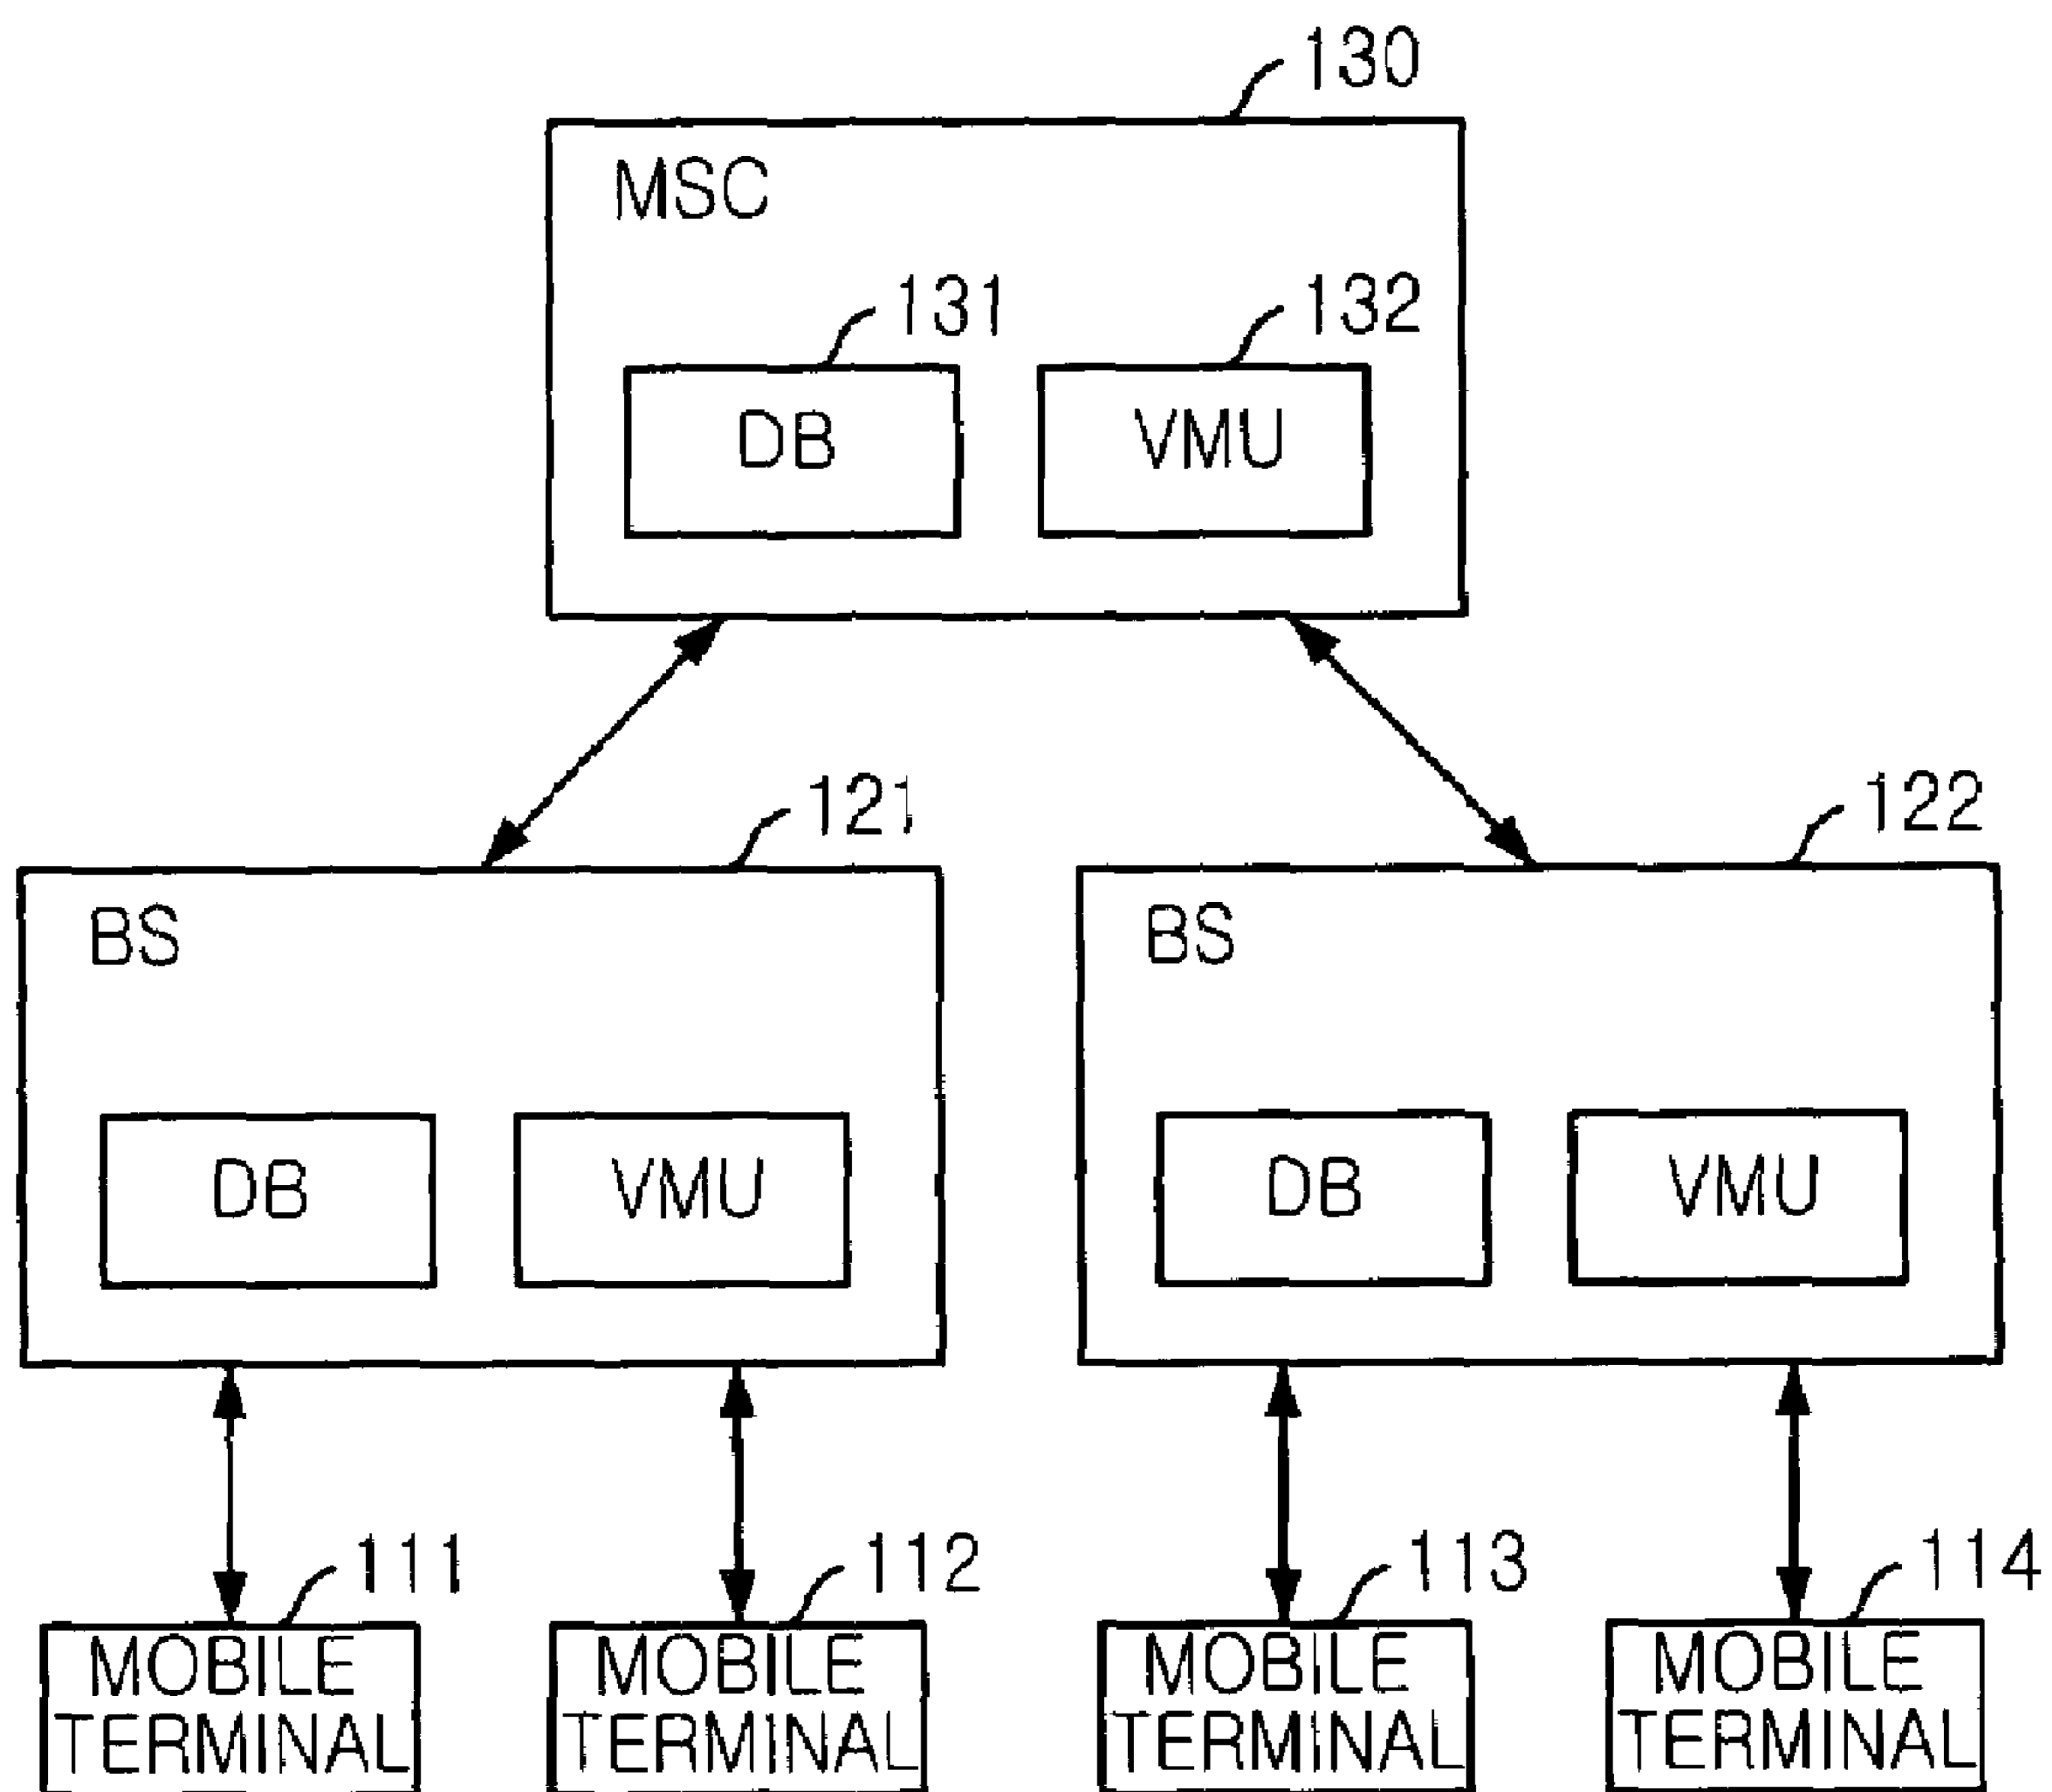 130
MSC
131
132
DB
VMU
121
122
BS
BS
DB
VMU
DB
VMU
111
112
113
114
MOBILE
TERMINAL
MOBILE
TERMINAL
MOBILE
TERMINAL
MOBILE
TERMINAL